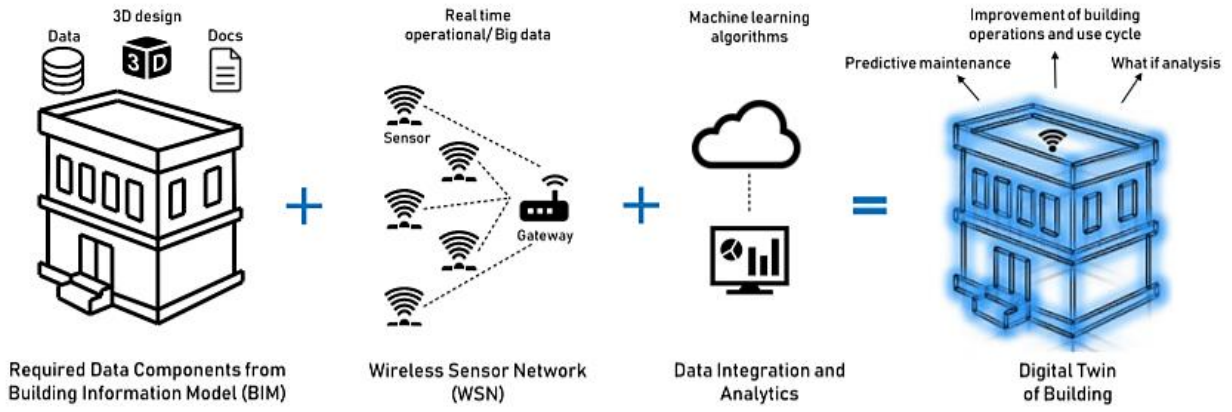 3D design
Data
Docs
3D
Required Data Components from
Building Information Model (BIM)
Real time
operational/ Big data
Sensor
Gateway
Wireless Sensor Network
(WSN)
Machine learning
algorithms
Data Integration and
Analytics
Improvement of building
operations and use cycle
Predictive maintenance
What if analysis
Digital Twin
of Building